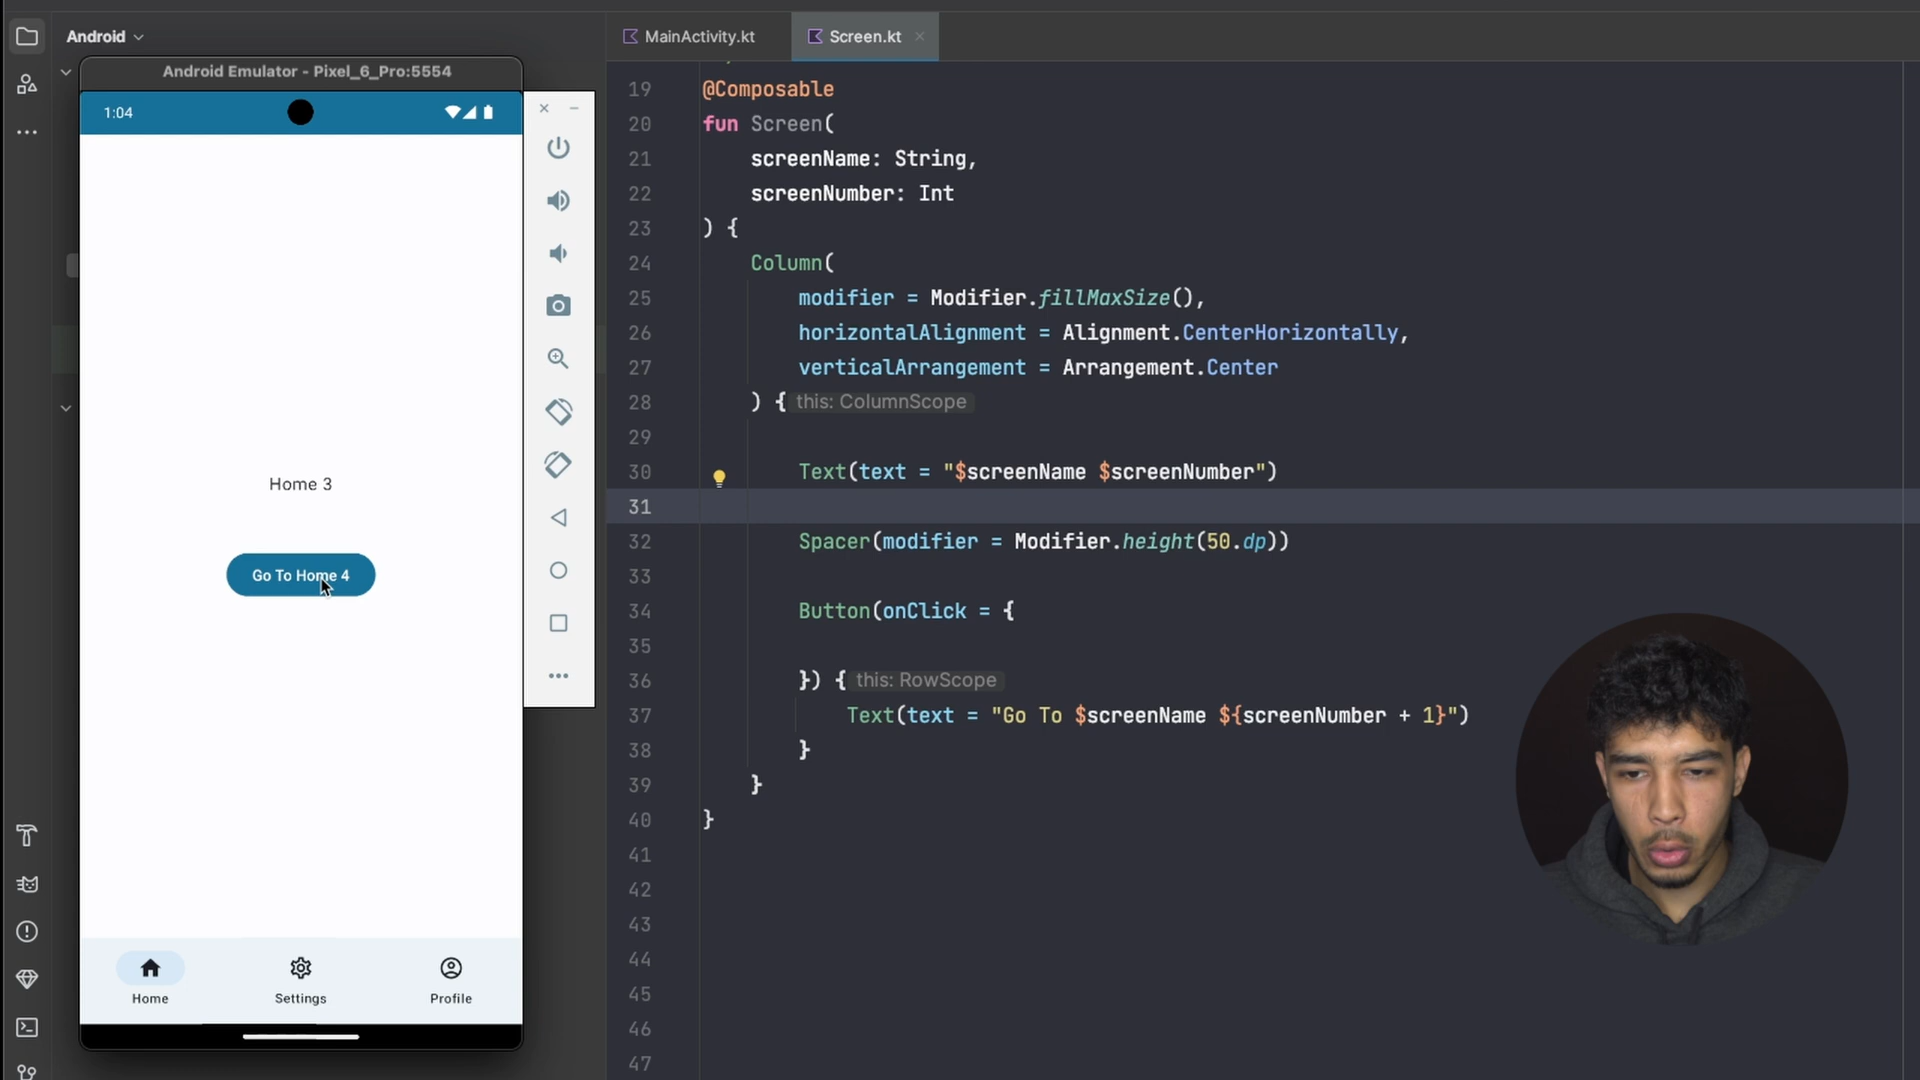 Android
MainActivity.kt
Screen.kt
Android Emulator - Pixel_6_Pro:5554
1:04
Home 3
Go To Home 4
Home
Settings
Profile
19 @Composable
20 fun Screen(
21 screenName: String,
22 screenNumber: Int
23 ) {
24 Column(
25 modifier = Modifier.fillMaxSize(),
26 horizontalAlignment = Alignment.CenterHorizontally,
27 verticalArrangement = Arrangement.Center
28 ) { this: ColumnScope
29
30 Text(text = "$screenName $screenNumber")
31
32 Spacer(modifier = Modifier.height(50.dp))
33
34 Button(onClick = {
35
36 }) { this: RowScope
37 Text(text = "Go To $screenName ${screenNumber + 1}")
38 }
39 }
40 }
41
42
43
44
45
46
47